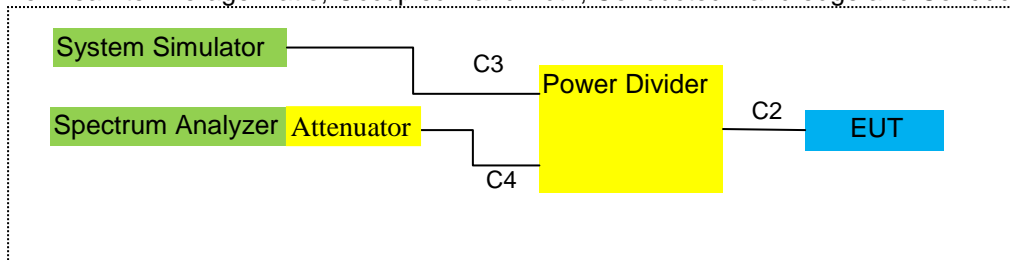 System Simulator
C3
Power Divider
Spectrum Analyzer
Attenuator
C2
EUT
C4